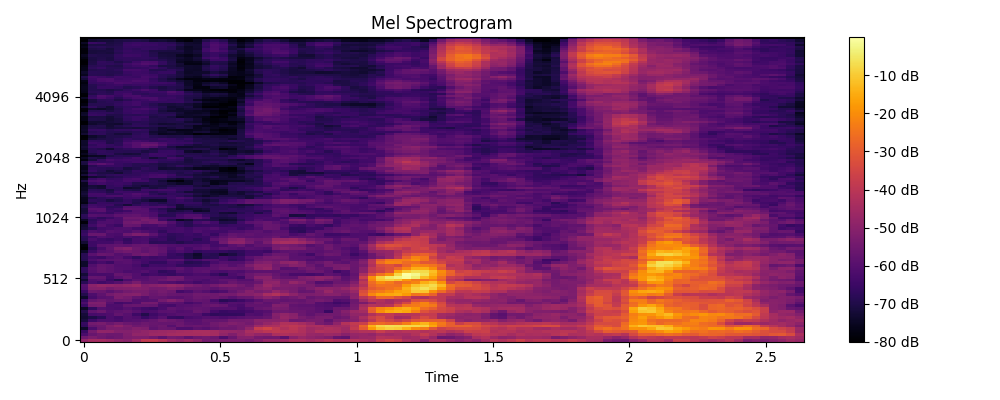 Mel Spectrogram
Hz
4096
2048
1024
512
0
0
0.5
1
1.5
2
2.5
Time
-10 dB
-20 dB
-30 dB
-40 dB
-50 dB
-60 dB
-70 dB
-80 dB